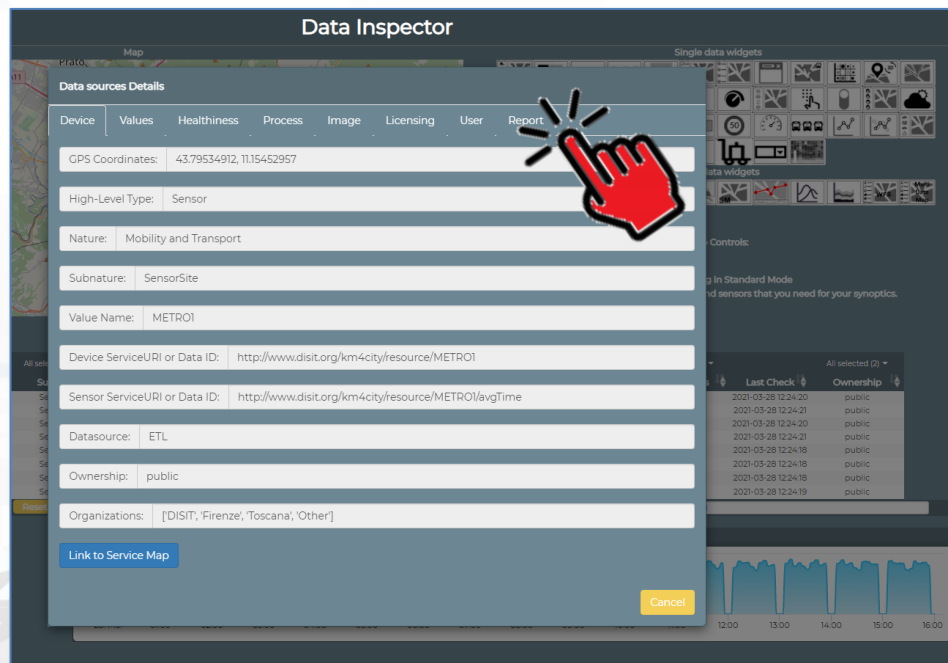 Data Inspector
Map
Single data widgets
Prato
Data sources Details
Device Values Healthiness Process Image Licensing User Report
GPS Coordinates: 43.79534912, 11.15452957
High-Level Type: Sensor
data widgets
Nature: Mobility and Transport
Controls:
Subnature: SensorSite
g in Standard Mode
nd sensors that you need for your synoptics.
Value Name: METRO1
Device ServiceURI or Data ID: http://www.disit.org/km4city/resource/METRO1
All sele
All selected (2)
Su
Last Check Ownership
Sensor ServiceURI or Data ID: http://www.disit.org/km4city/resource/METRO1/avgTime
2021-03-28 12:24:20 public
2021-03-28 12:24:21 public
2021-03-28 12:24:20 public
Datasource: ETL
2021-03-28 12:24:21 public
2021-03-28 12:24:18 public
2021-03-28 12:24:18 public
Ownership: public
2021-03-28 12:24:18 public
2021-03-28 12:24:19 public
Reset
Organizations: ['DISIT', 'Firenze', 'Toscana', 'Other']
Link to Service Map
Cancel
12:00 13:00 14:00 15:00 16:00